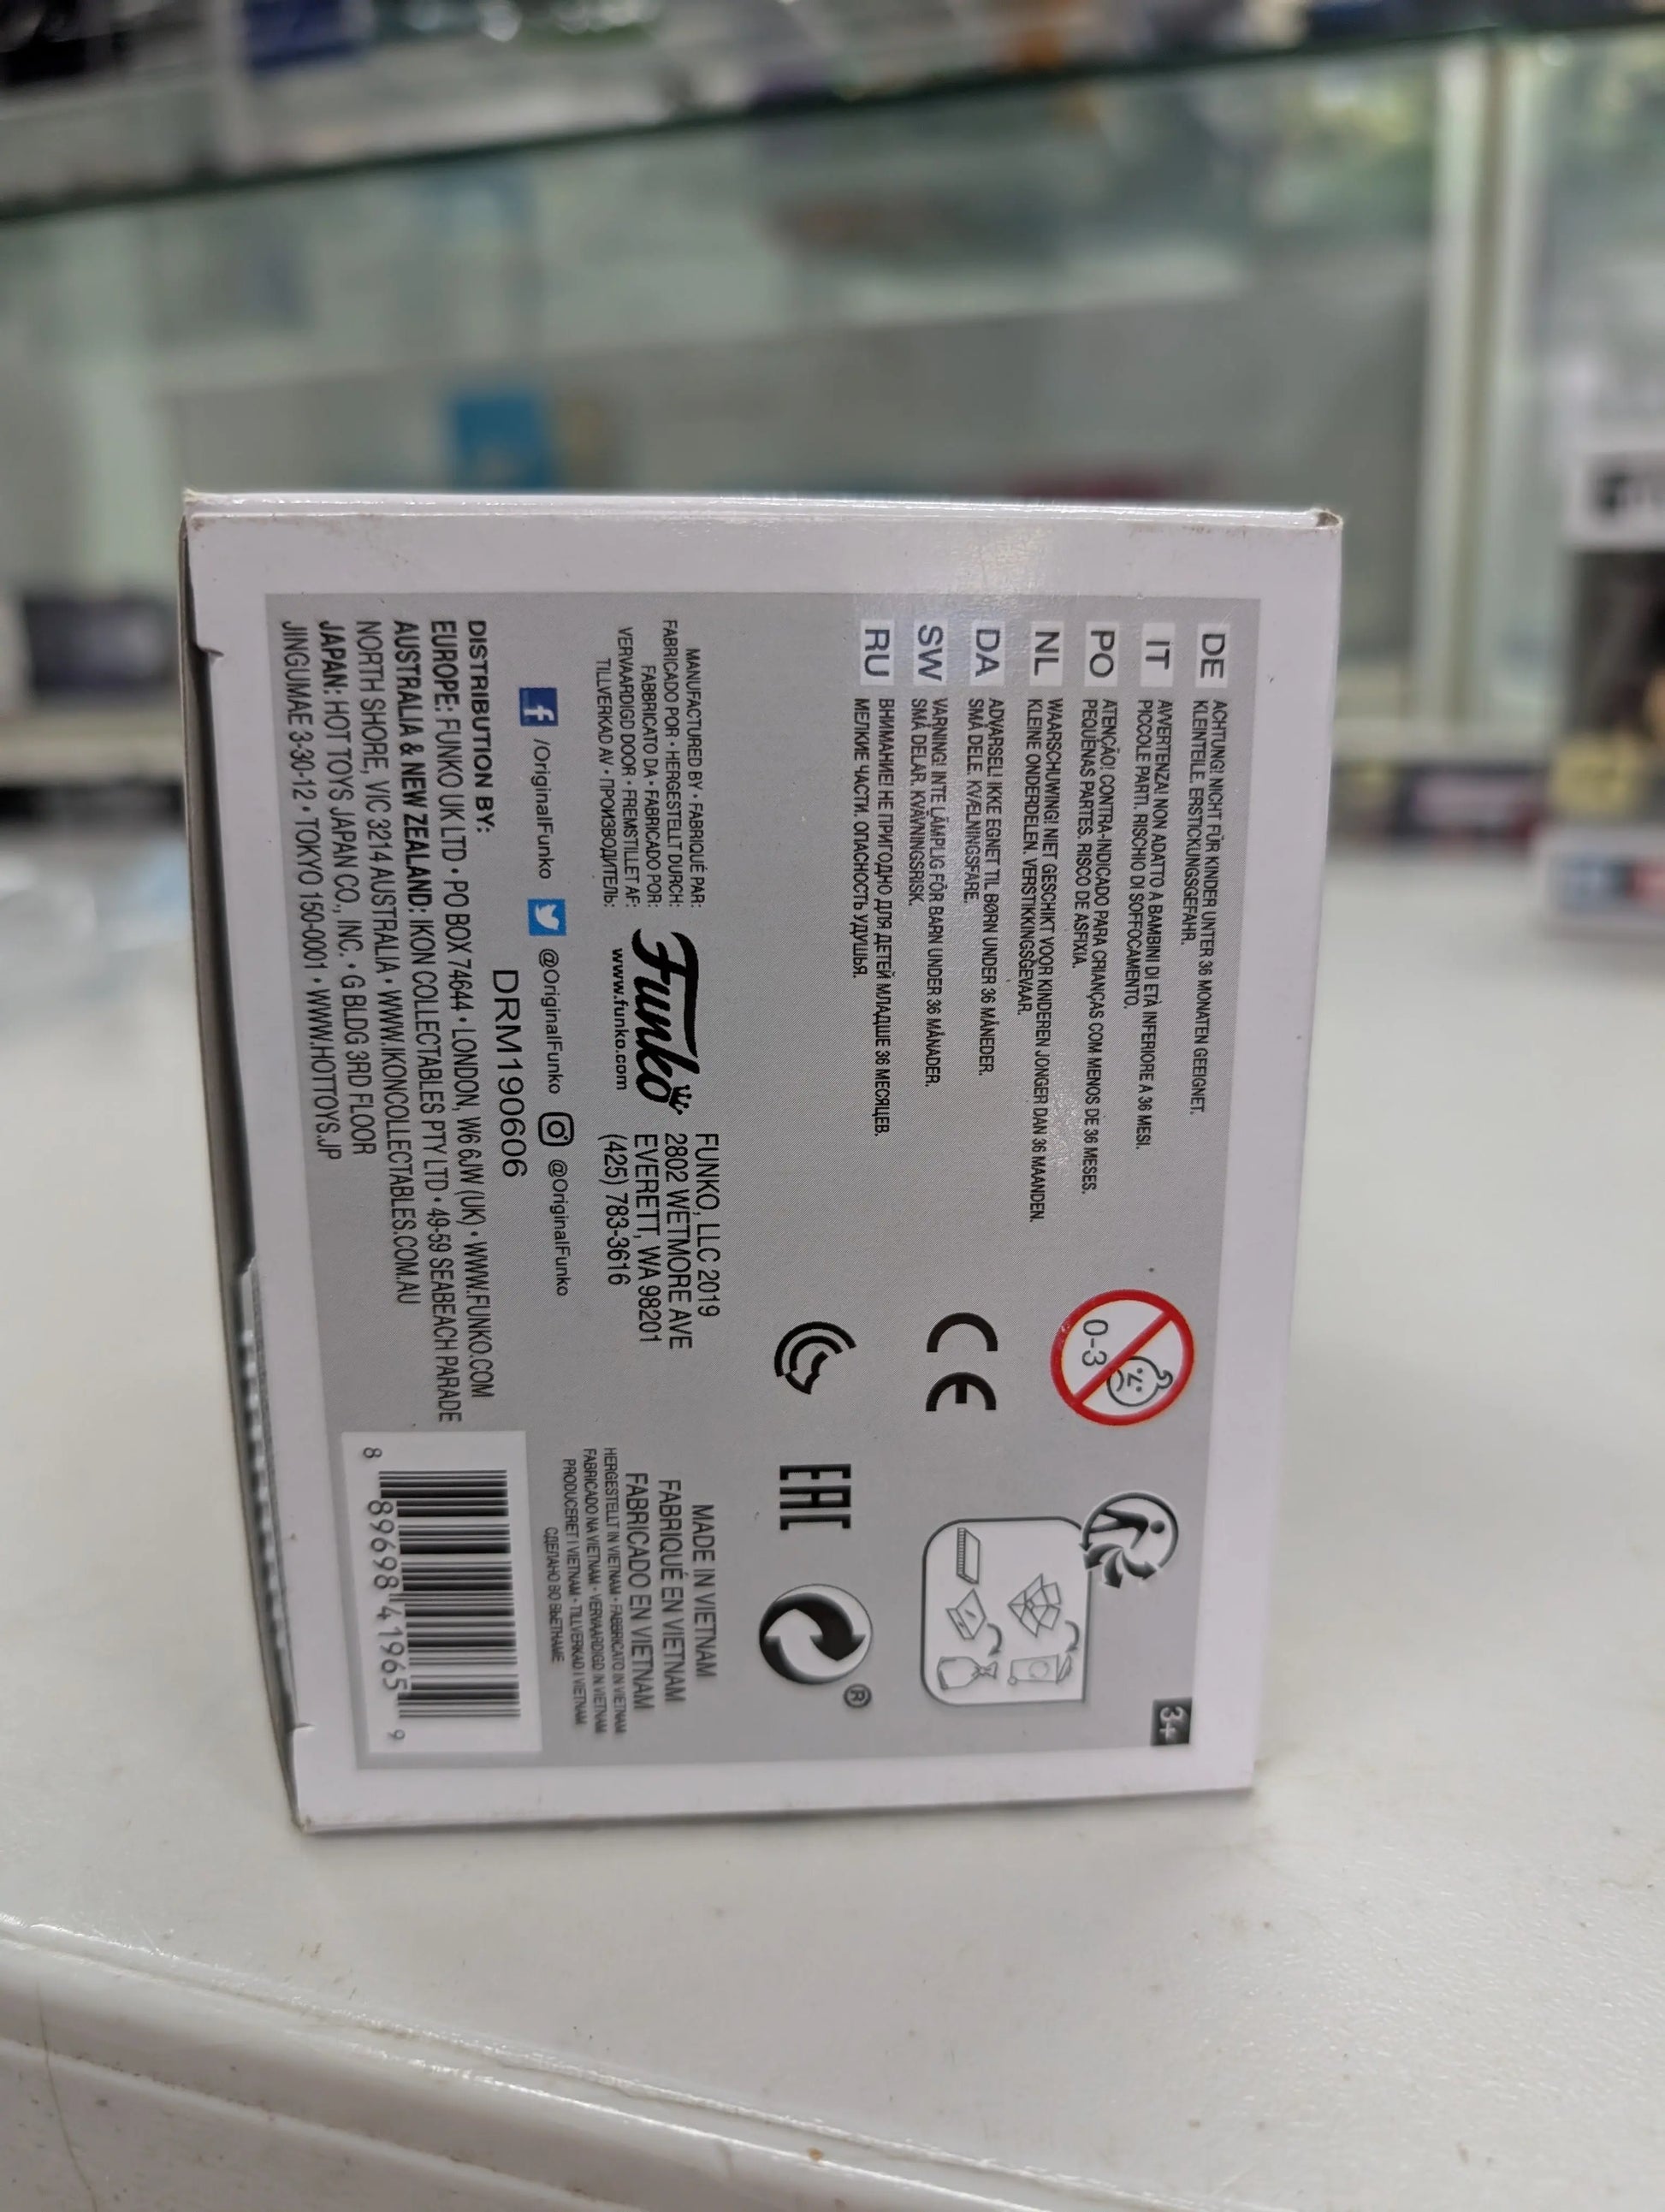 DE ACHTUNG! NICHT FÜR KINDER UNTER 36 MONATEN GEEIGNET.
KLEINTEILE. ERSTICKUNGSGEFAHR.
IT AVVERTENZA! NON ADATTO A BAMBINI DI ETÀ INFERIORE A 36 MESI.
PICCOLE PARTI. RISCHIO DI SOFFOCAMENTO.
PO ATENÇÃO! CONTRA-INDICADO PARA CRIANÇAS COM MENOS DE 36 MESES.
PEQUENAS PARTES. RISCO DE ASFIXIA.
NL WAARSCHUWING! NIET GESCHIKT VOOR KINDEREN JONGER DAN 36 MAANDEN.
KLEINE ONDERDELEN. VERSTIKKINGSGEVAAR.
DA ADVARSEL! IKKE EGNET TIL BØRN UNDER 36 MÅNEDER.
SMÅ DELE. KVÆLNINGSFARE.
SW VARNING! INTE LÄMPLIG FÖR BARN UNDER 36 MÅNADER.
SMÅ DELAR. KVÄVNINGSRISK.
RU ВНИМАНИЕ! НЕ ПРИГОДНО ДЛЯ ДЕТЕЙ МЛАДШЕ 36 МЕСЯЦЕВ.
МЕЛКИЕ ЧАСТИ. ОПАСНОСТЬ УДУШЬЯ.
3+
0-3
CE
EAC
®
MANUFACTURED BY • FABRIQUÉ PAR:
FABRICADO POR • HERGESTELLT DURCH:
FABBRICATO DA • FABRICADO POR:
VERVAARDIGD DOOR • FREMSTILLET AF:
TILLVERKAD AV • ПРОИЗВОДИТЕЛЬ:
Funko
www.funko.com
FUNKO, LLC 2019
2802 WETMORE AVE
EVERETT, WA 98201
(425) 783-3616
MADE IN VIETNAM
FABRIQUÉ EN VIETNAM
FABRICADO EN VIETNAM
HERGESTELLT IN VIETNAM • FABBRICATO IN VIETNAM
FABRICADO NA VIETNAM • VERVAARDIGD IN VIETNAM
PRODUCERET I VIETNAM • TILLVERKAD I VIETNAM
СДЕЛАНО ВО ВЬЕТНАМЕ
f /OriginalFunko @OriginalFunko @OriginalFunko
DRM190606
DISTRIBUTION BY:
EUROPE: FUNKO UK LTD • PO BOX 74644 • LONDON, W6 6JW (UK) • WWW.FUNKO.COM
AUSTRALIA & NEW ZEALAND: IKON COLLECTABLES PTY LTD • 49-59 SEABEACH PARADE
NORTH SHORE, VIC 3214 AUSTRALIA • WWW.IKONCOLLECTABLES.COM.AU
JAPAN: HOT TOYS JAPAN CO., INC. • G BLDG 3RD FLOOR
JINGUMAE 3-30-12 • TOKYO 150-0001 • WWW.HOTTOYS.JP
8 89698 41965 9